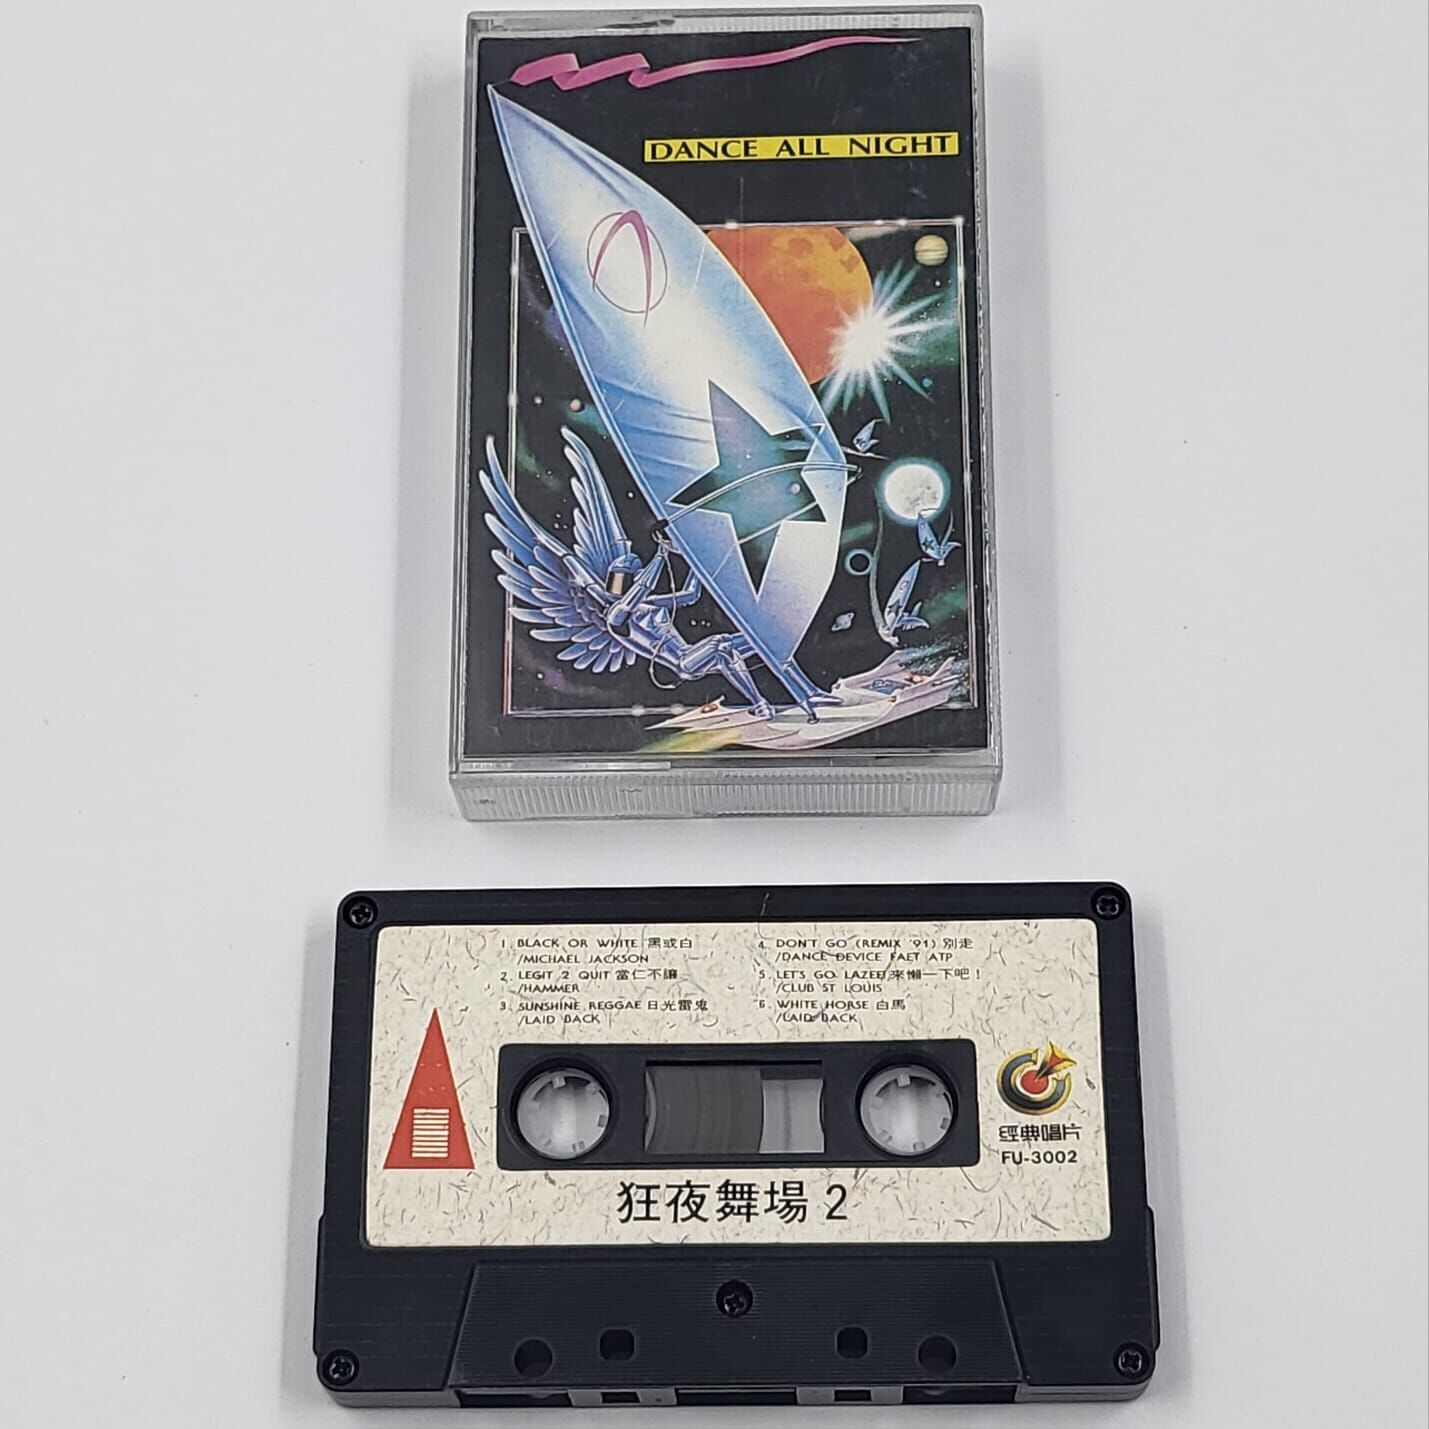 DANCE ALL NIGHT
1. BLACK OR WHITE 黑或白
/MICHAEL JACKSON
2. LEGIT 2 QUIT 當仁不讓
/HAMMER
3. SUNSHINE REGGAE 日光雷鬼
/LAID BACK
4. DON'T GO (REMIX '91) 別走
/DANCE DEVICE FAET ATP
5. LET'S GO LAZEE 來懶一下吧！
/CLUB ST LOUIS
6. WHITE HORSE 白馬
/LAID BACK
經典唱片
FU-3002
狂夜舞場 2